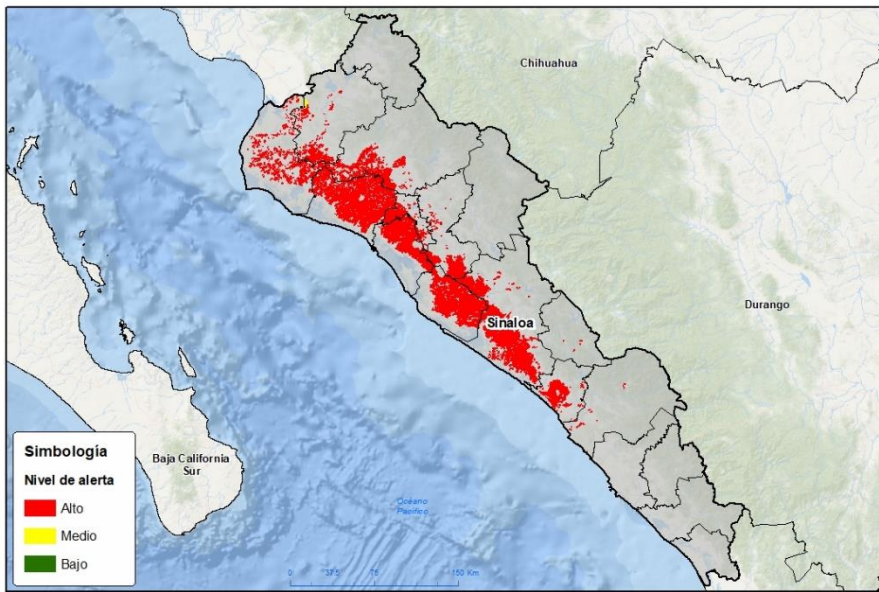 Chihuahua
Durango
Sinaloa
Simbología
Nivel de alerta
Alto
Medio
Bajo
Baja California
Sur
Océano
Pacífico
0 37.5 75 150 Km